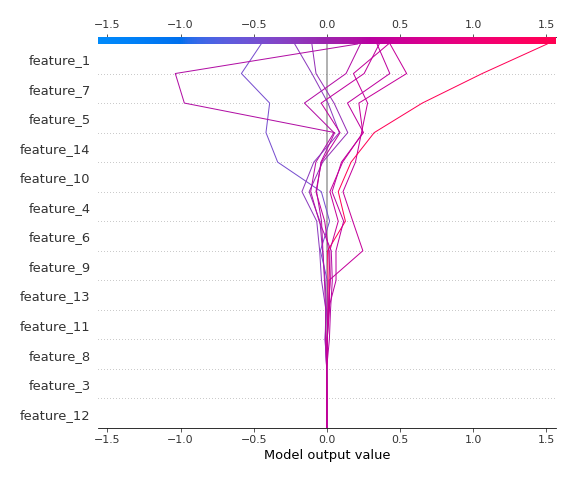 −1.5 −1.0 −0.5 0.0 0.5 1.0 1.5
feature_1
feature_7
feature_5
feature_14
feature_10
feature_4
feature_6
feature_9
feature_13
feature_11
feature_8
feature_3
feature_12
−1.5 −1.0 −0.5 0.0 0.5 1.0 1.5
Model output value